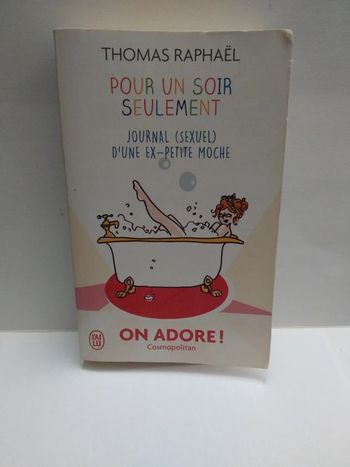 THOMAS RAPHAËL
POUR UN SOIR
SEULEMENT
JOURNAL (SEXUEL)
D'UNE EX-PETITE MOCHE
ON ADORE !
Cosmopolitan
J'AI
LU